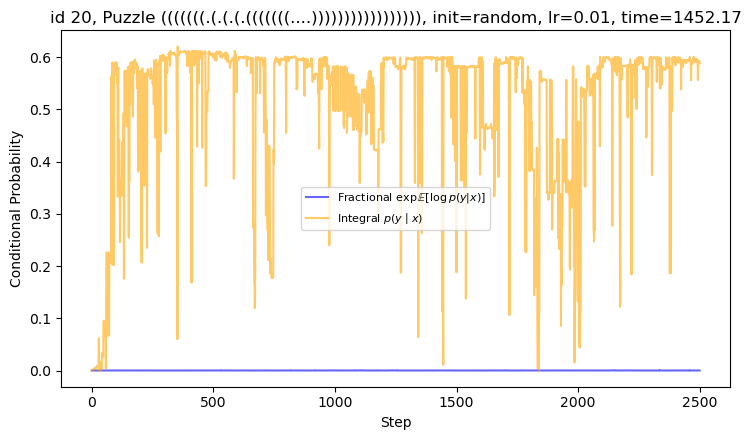 id 20, Puzzle (((((((.(.(.(.(((((((....))))))))))))))))), init=random, lr=0.01, time=1452.17
Conditional Probability
0.6
0.5
0.4
0.3
0.2
0.1
0.0
Fractional exp 𝔼[log p(y|x)]
Integral p(y | x)
0
500
1000
1500
2000
2500
Step